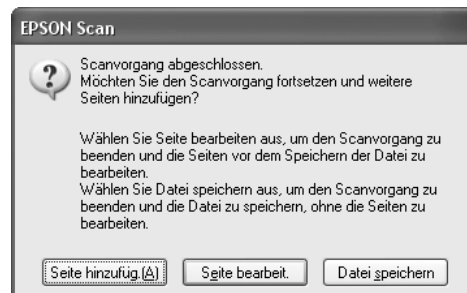 EPSON Scan
Scanvorgang abgeschlossen.
Möchten Sie den Scanvorgang fortsetzen und weitere
Seiten hinzufügen?
Wählen Sie Seite bearbeiten aus, um den Scanvorgang zu
beenden und die Seiten vor dem Speichern der Datei zu
bearbeiten.
Wählen Sie Datei speichern aus, um den Scanvorgang zu
beenden und die Datei zu speichern, ohne die Seiten zu
bearbeiten.
Seite hinzufüg.(A) Seite bearbeit. Datei speichern